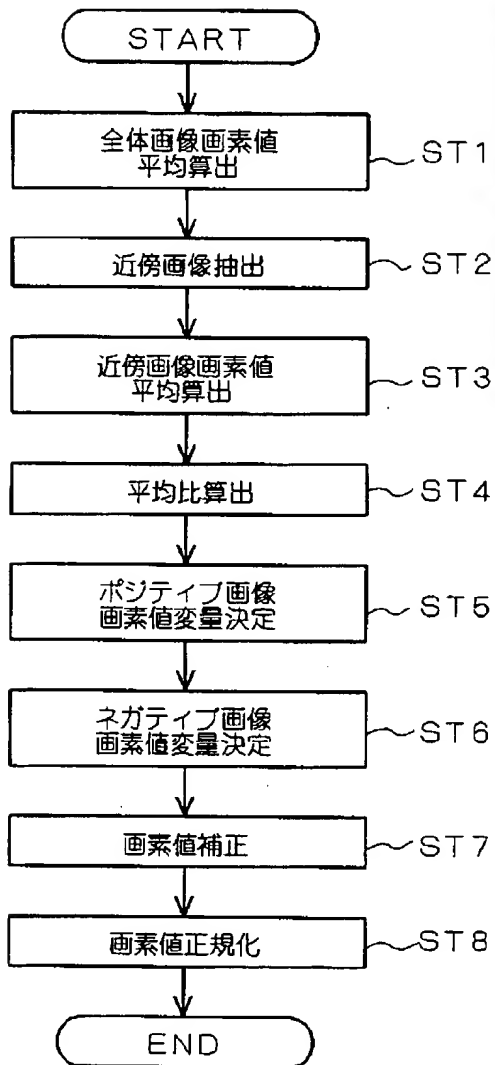 START
全体画像画素値
平均算出
ST1
近傍画像抽出
ST2
近傍画像画素値
平均算出
ST3
平均比算出
ST4
ポジティブ画像
画素値変量決定
ST5
ネガティブ画像
画素値変量決定
ST6
画素値補正
ST7
画素値正規化
ST8
END